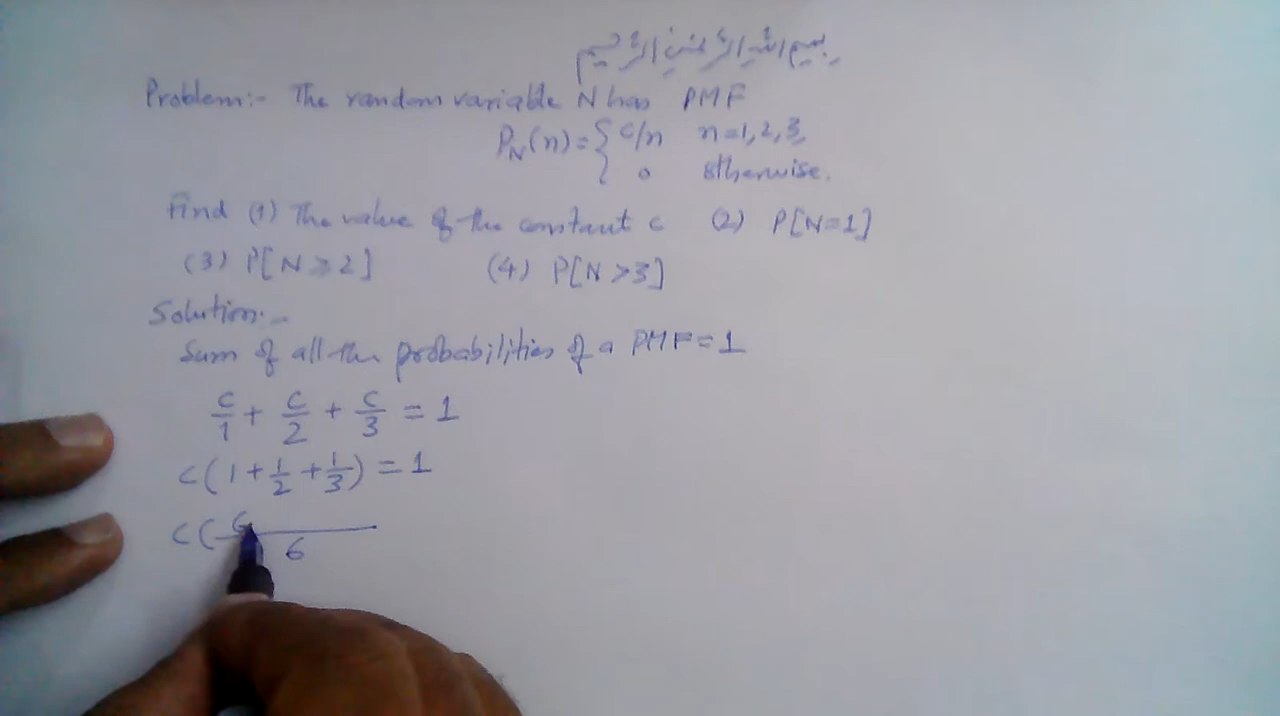 بسم الله الرحمن الرحيم
Problem:- The random variable N has PMF
P_N(n) = { c/n n=1,2,3,
0 otherwise.
Find (1) The value of the constant c (2) P[N=1]
(3) P[N ≥ 2] (4) P[N >3]
Solution:-
Sum of all the probabilities of a PMF = 1
c/1 + c/2 + c/3 = 1
c(1 + 1/2 + 1/3) = 1
c(6/6